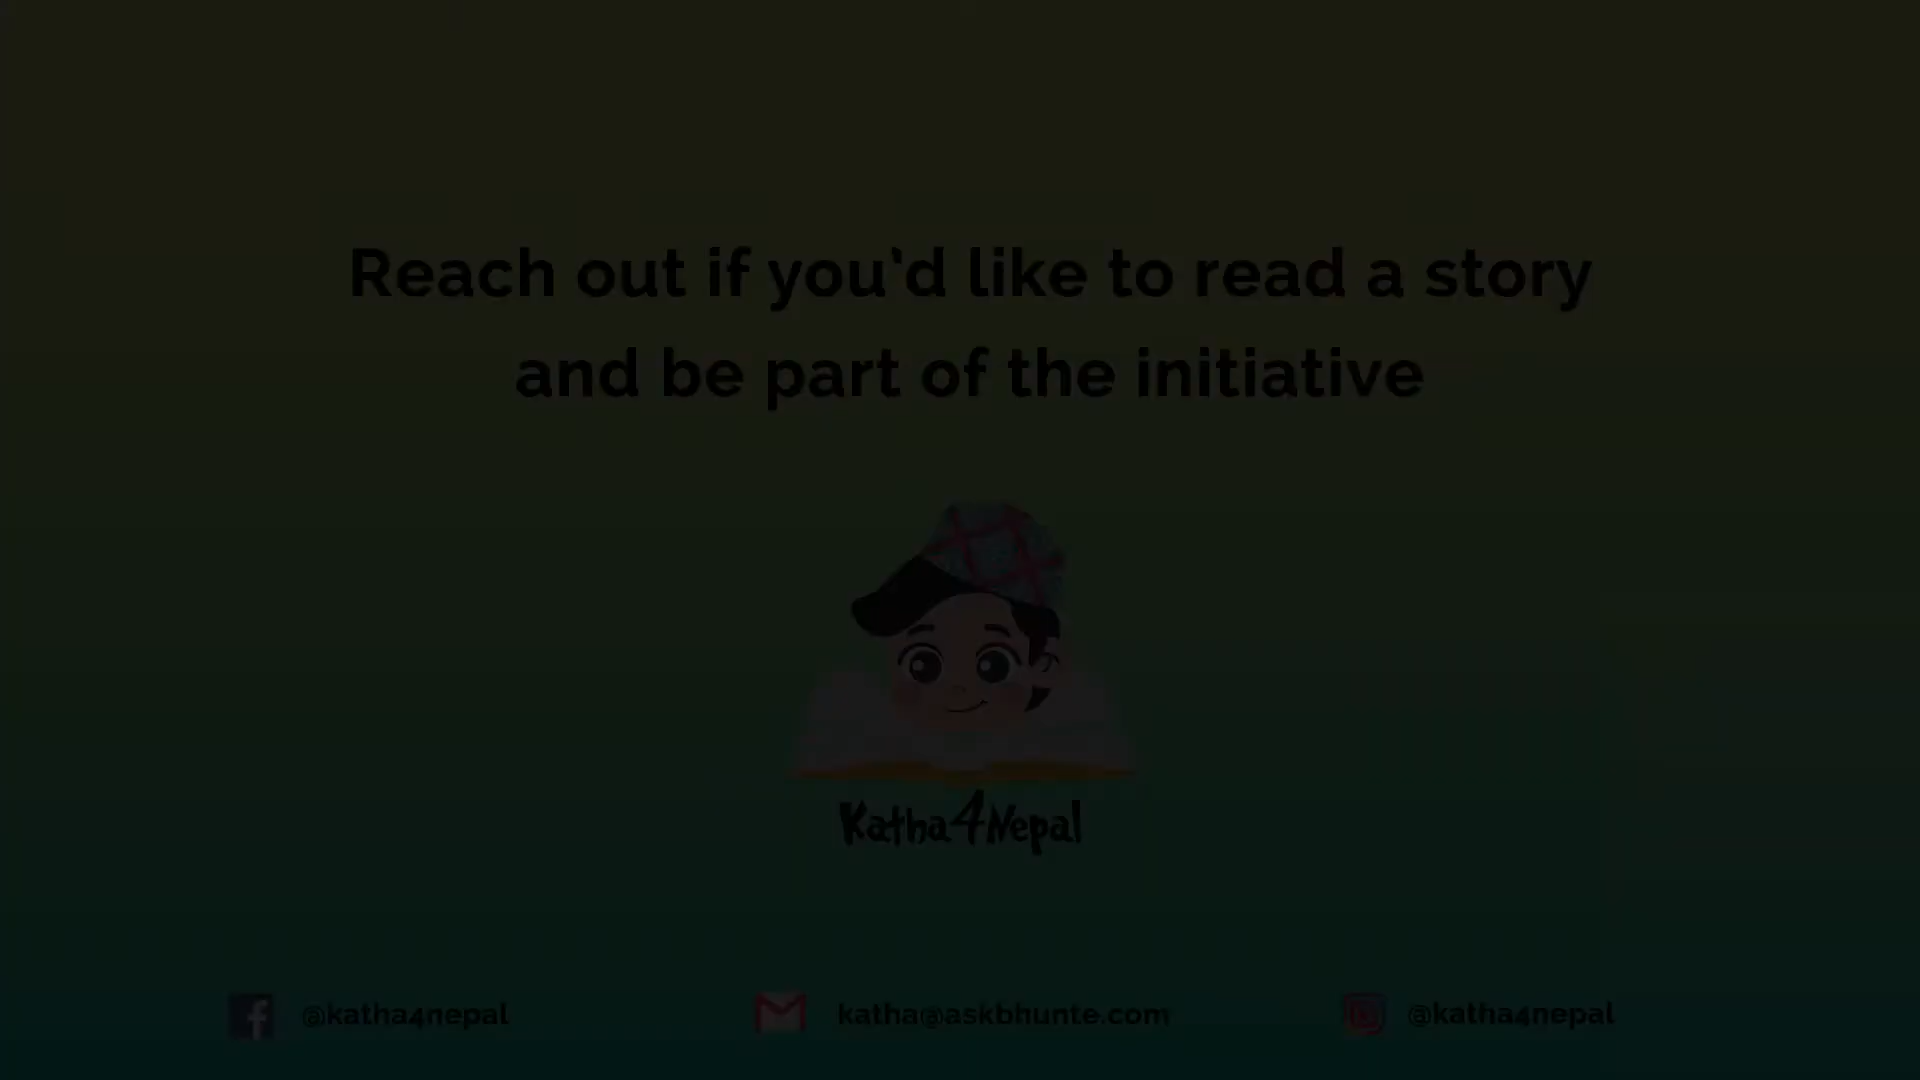 Reach out if you'd like to read a story
and be part of the initiative
Katha4Nepal
@katha4nepal
katha@askbhunte.com
@katha4nepal